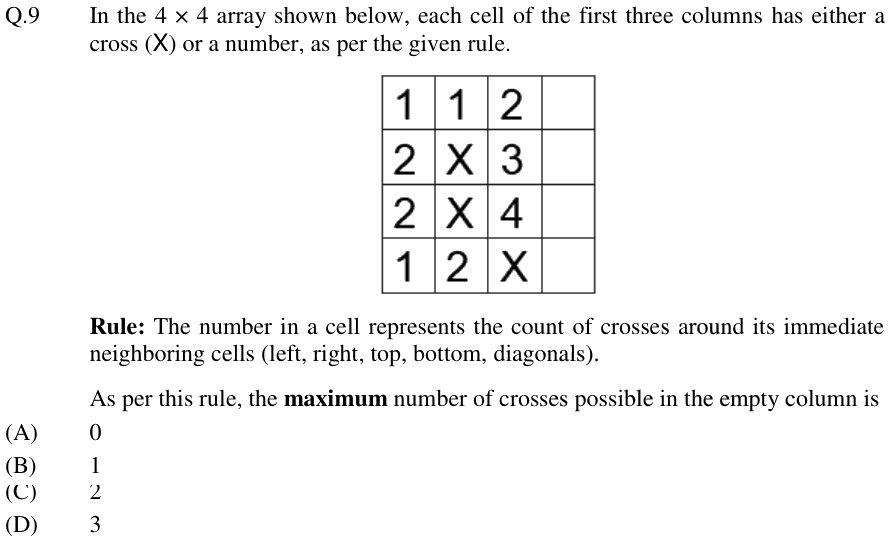 Q.9 In the 4 × 4 array shown below, each cell of the first three columns has either a
cross (X) or a number, as per the given rule.
1 1 2
2 X 3
2 X 4
1 2 X
Rule: The number in a cell represents the count of crosses around its immediate
neighboring cells (left, right, top, bottom, diagonals).
As per this rule, the maximum number of crosses possible in the empty column is
(A) 0
(B) 1
(C) 2
(D) 3